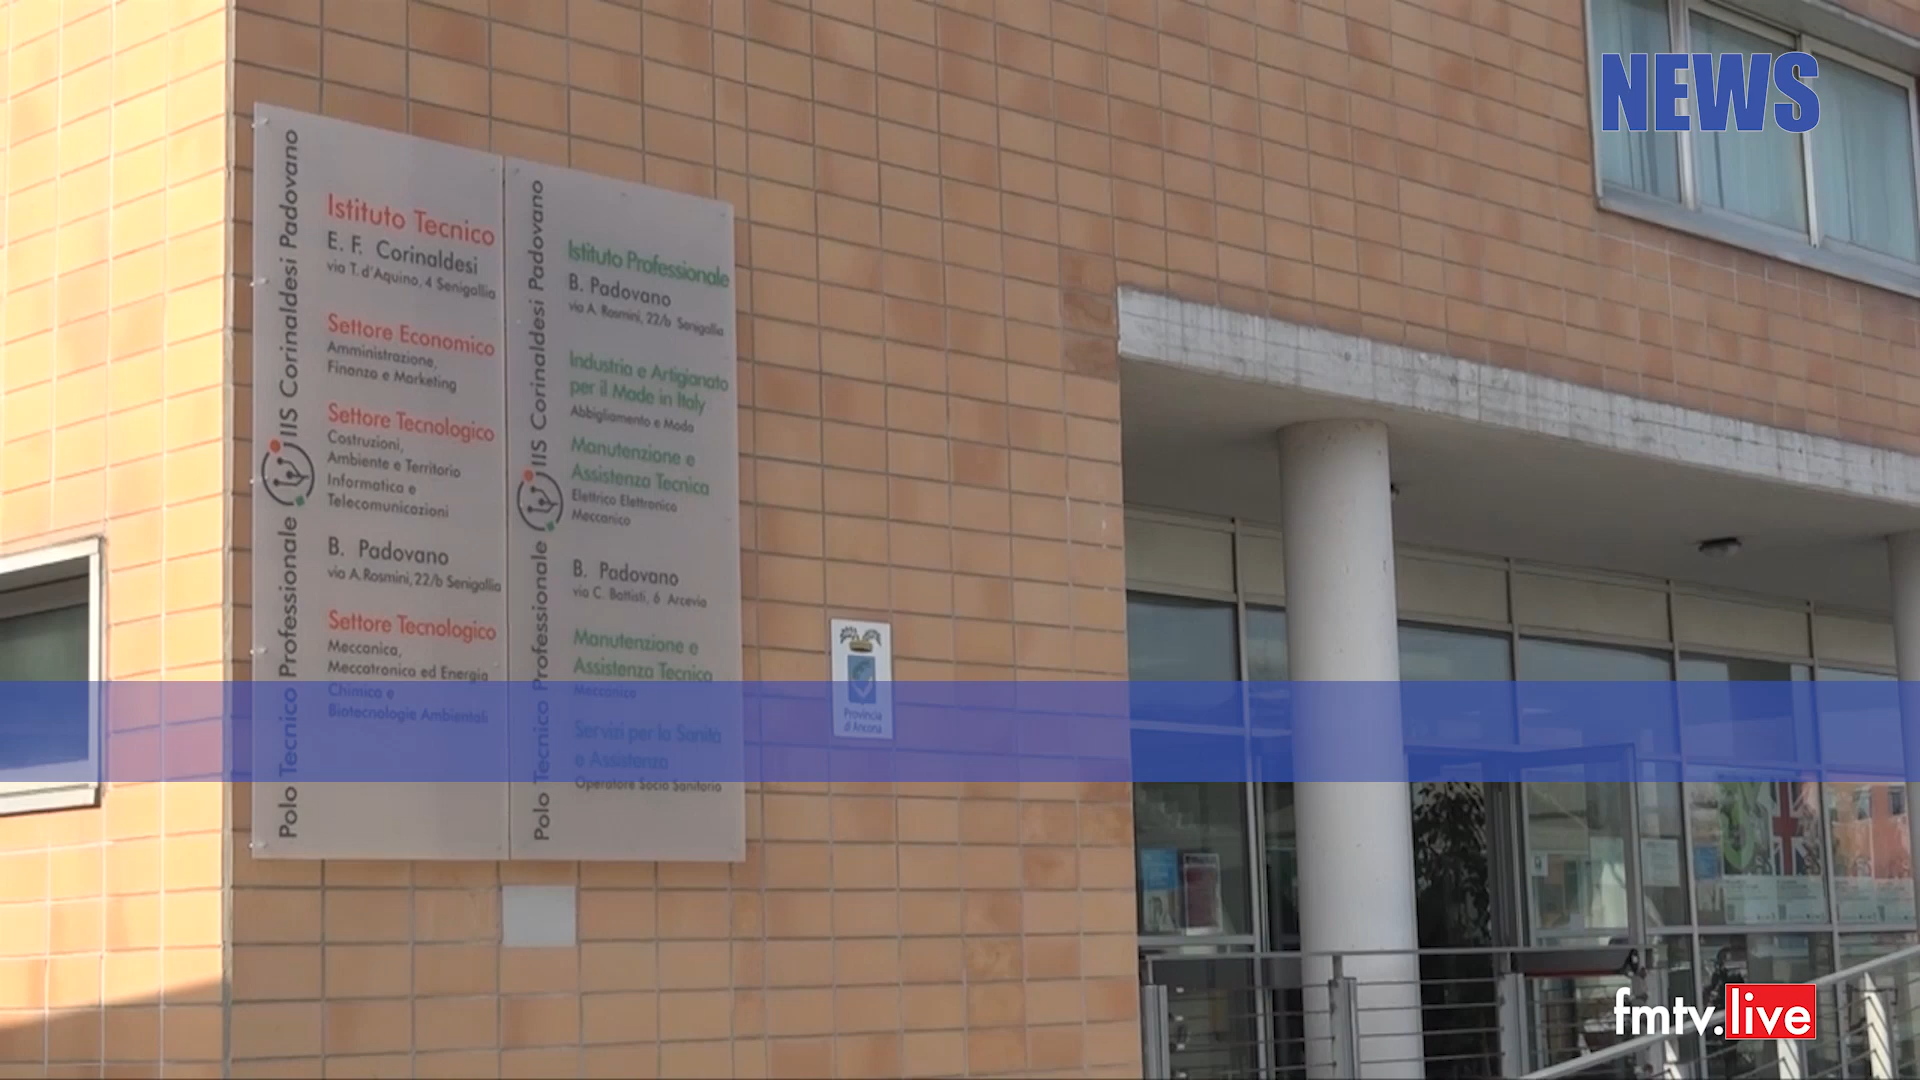 NEWS
Polo Tecnico Professionale IIS Corinaldesi Padovano
Istituto Tecnico
E. F. Corinaldesi
via T. d'Aquino, 4 Senigallia
Settore Economico
Amministrazione,
Finanza e Marketing
Settore Tecnologico
Costruzioni,
Ambiente e Territorio
Informatica e
Telecomunicazioni
B. Padovano
via A. Rosmini, 22/b Senigallia
Settore Tecnologico
Meccanica,
Meccatronica ed Energia
Chimica e
Biotecnologie Ambientali
Polo Tecnico Professionale IIS Corinaldesi Padovano
Istituto Professionale
B. Padovano
via A. Rosmini, 22/b Senigallia
Industria e Artigianato
per il Made in Italy
Abbigliamento e Moda
Manutenzione e
Assistenza Tecnica
Elettrico Elettronico
Meccanico
B. Padovano
via C. Battisti, 6 Arcevia
Manutenzione e
Assistenza Tecnica
Meccanico
Servizi per la Sanità
e Assistenza
Operatore Socio Sanitario
Provincia
di Ancona
fmtv.live